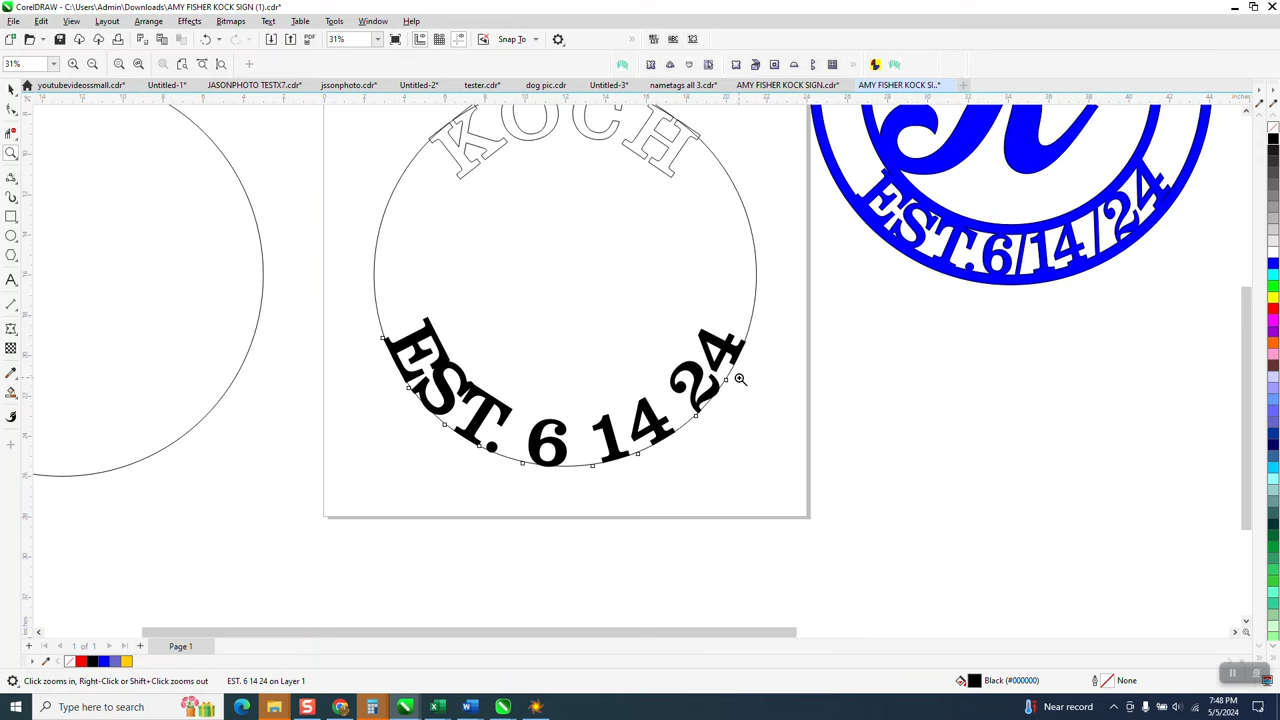 CorelDRAW - C:\Users\Admin\Downloads\AMY FISHER KOCK SIGN (1).cdr*
File Edit View Layout Arrange Effects Bitmaps Text Table Tools Window Help
31% Snap To
31%
youtubevideossmall.cdr* Untitled-1* JASONPHOTO TESTX7.cdr* jssonphoto.cdr* Untitled-2* tester.cdr* dog pic.cdr Untitled-3* nametags all 3.cdr* AMY FISHER KOCK SIGN.cdr* AMY FISHER KOCK SI...*
inches
KOCH
EST. 6/14/24
EST. 6 14 24
1 of 1 Page 1
Click zooms in, Right-Click or Shift+Click zooms out EST. 6 14 24 on Layer 1 Black (#000000) None
Type here to search Near record 7:48 PM
5/5/2024